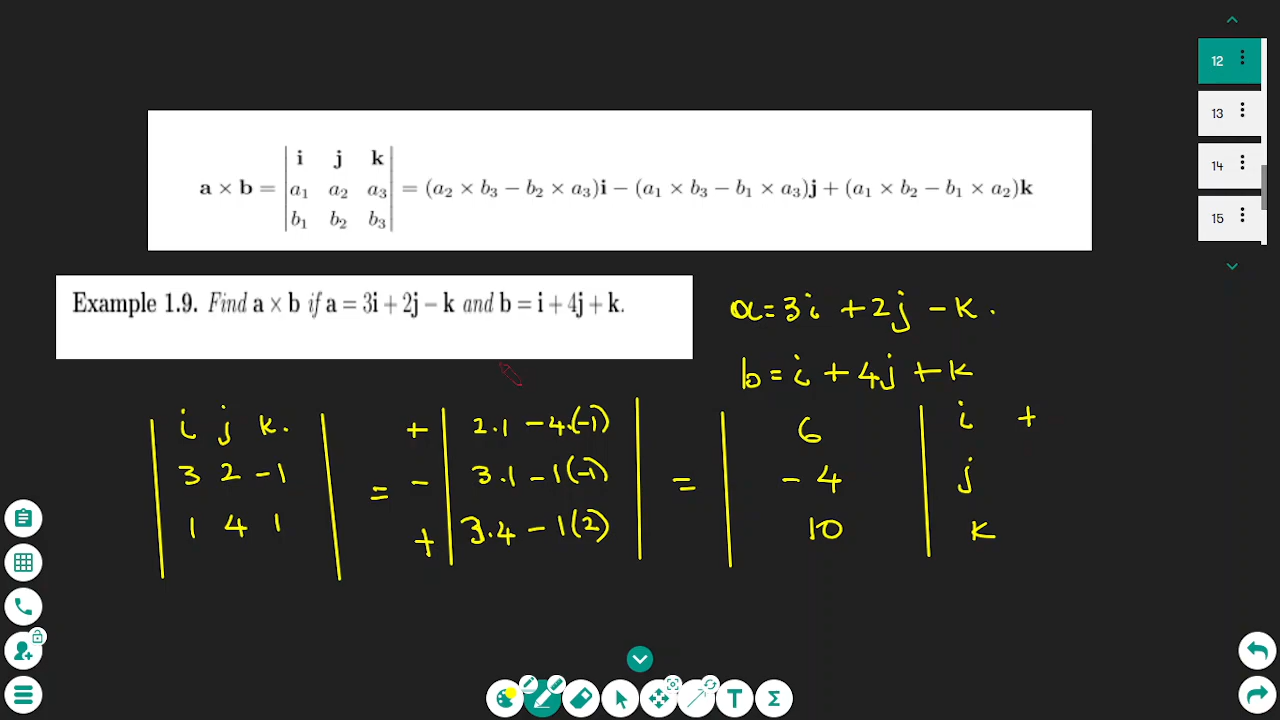 12
13
14
15
a × b = | i j k | = (a₂ × b₃ − b₂ × a₃)i − (a₁ × b₃ − b₁ × a₃)j + (a₁ × b₂ − b₁ × a₂)k
a₁ a₂ a₃
b₁ b₂ b₃
Example 1.9. Find a × b if a = 3i + 2j − k and b = i + 4j + k.
a = 3i + 2j − k .
b = i + 4j + k
| i j k. | = + | 2.1 − 4.(−1) | = | 6 | i +
3 2 −1 − 3.1 − 1(−1) − 4 j
1 4 1 + 3.4 − 1(2) 10 k
T Σ